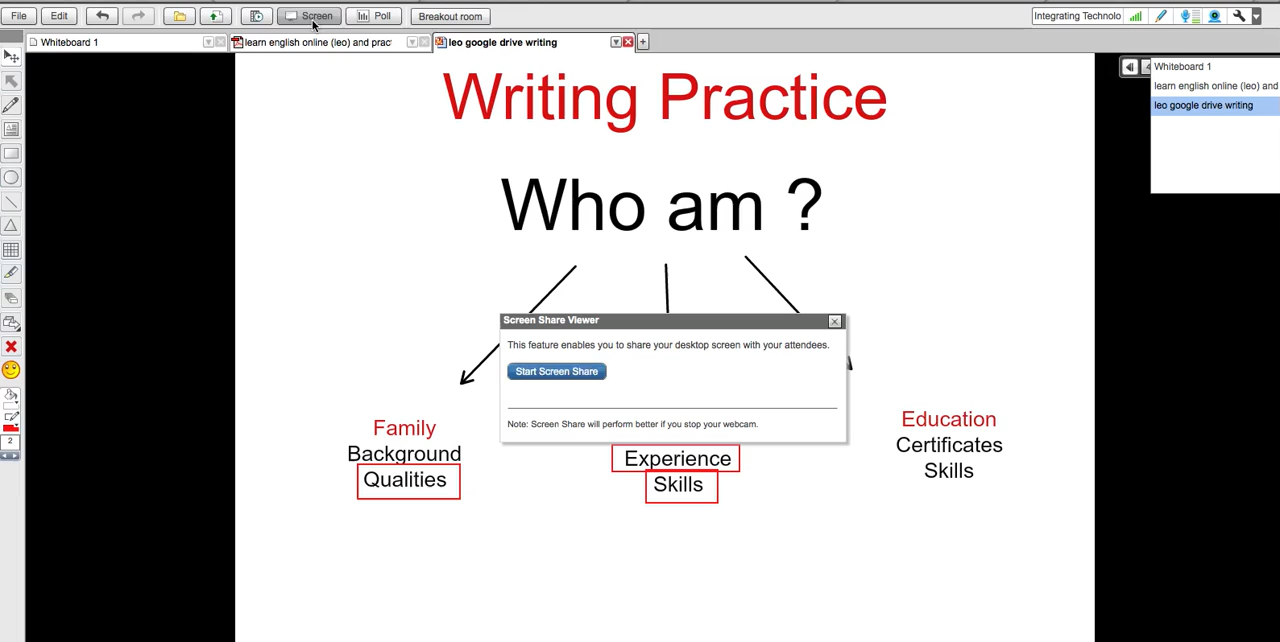 File Edit Screen Poll Breakout room Integrating Technolo
Whiteboard 1 learn english online (leo) and prac leo google drive writing +
Whiteboard 1
learn english online (leo) and
leo google drive writing
Writing Practice
Who am ?
Screen Share Viewer
This feature enables you to share your desktop screen with your attendees.
Start Screen Share
Note: Screen Share will perform better if you stop your webcam.
Family
Background
Qualities
Experience
Skills
Education
Certificates
Skills
2